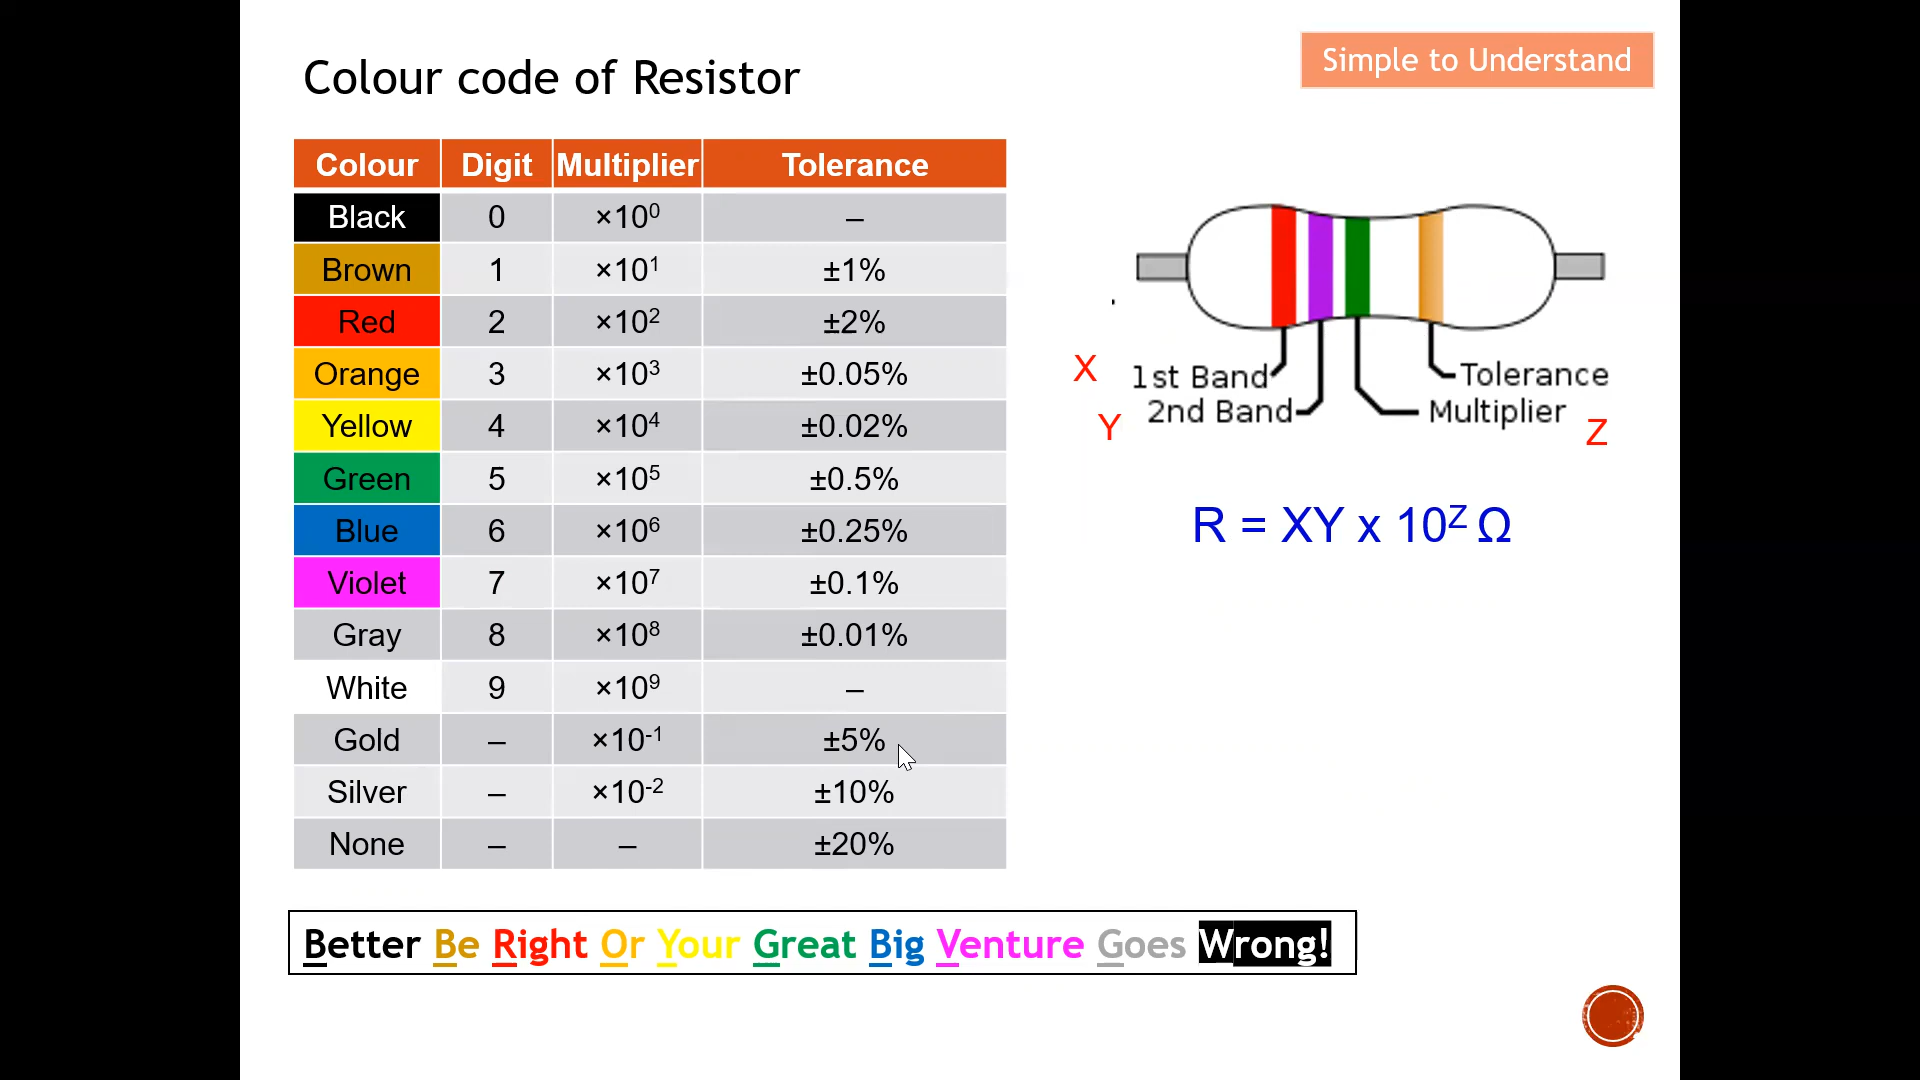 Colour code of Resistor
Simple to Understand
Colour Digit Multiplier Tolerance
Black 0 ×10⁰ –
Brown 1 ×10¹ ±1%
Red 2 ×10² ±2%
Orange 3 ×10³ ±0.05%
Yellow 4 ×10⁴ ±0.02%
Green 5 ×10⁵ ±0.5%
Blue 6 ×10⁶ ±0.25%
Violet 7 ×10⁷ ±0.1%
Gray 8 ×10⁸ ±0.01%
White 9 ×10⁹ –
Gold – ×10⁻¹ ±5%
Silver – ×10⁻² ±10%
None – – ±20%
X 1st Band Tolerance
Y 2nd Band Multiplier Z
R = XY x 10ᶻ Ω
Better Be Right Or Your Great Big Venture Goes Wrong!